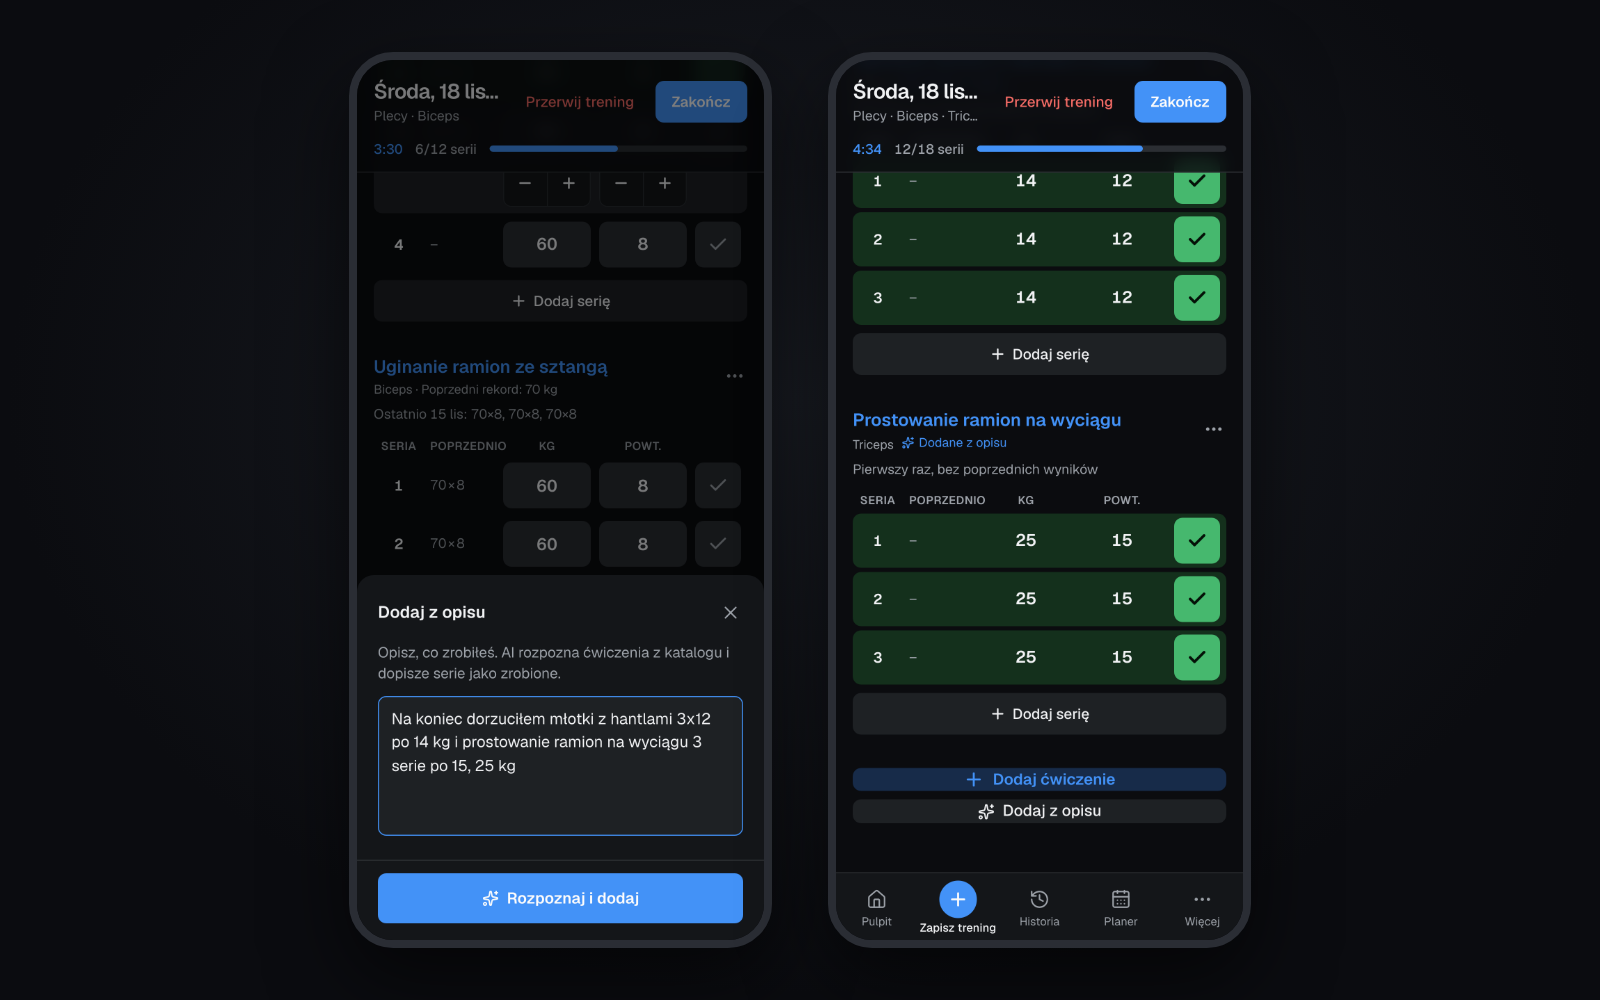 Środa, 18 lis...
Plecy · Biceps
Przerwij trening
Zakończ
3:30 6/12 serii
4 – 60 8
Dodaj serię
Uginanie ramion ze sztangą
Biceps · Poprzedni rekord: 70 kg
Ostatnio 15 lis: 70×8, 70×8, 70×8
SERIA POPRZEDNIO KG POWT.
1 70×8 60 8
2 70×8 60 8
Dodaj z opisu
Opisz, co zrobiłeś. AI rozpozna ćwiczenia z katalogu i
dopisze serie jako zrobione.
Na koniec dorzuciłem młotki z hantlami 3x12
po 14 kg i prostowanie ramion na wyciągu 3
serie po 15, 25 kg
Rozpoznaj i dodaj
Środa, 18 lis...
Plecy · Biceps · Tric...
Przerwij trening
Zakończ
4:34 12/18 serii
1 – 14 12
2 – 14 12
3 – 14 12
Dodaj serię
Prostowanie ramion na wyciągu
Triceps Dodane z opisu
Pierwszy raz, bez poprzednich wyników
SERIA POPRZEDNIO KG POWT.
1 – 25 15
2 – 25 15
3 – 25 15
Dodaj serię
Dodaj ćwiczenie
Dodaj z opisu
Pulpit
Zapisz trening
Historia
Planer
Więcej